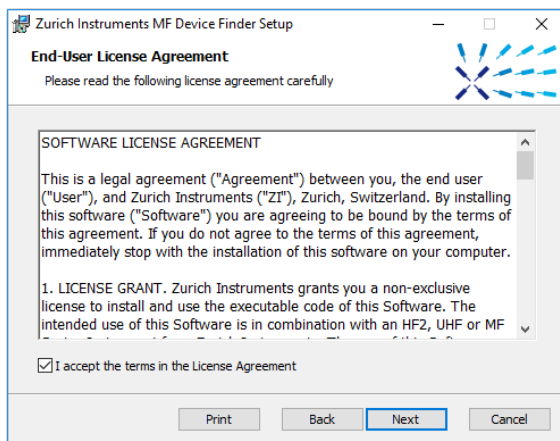 Zurich Instruments MF Device Finder Setup
End-User License Agreement
Please read the following license agreement carefully
SOFTWARE LICENSE AGREEMENT
This is a legal agreement ("Agreement") between you, the end user
("User"), and Zurich Instruments ("ZI"), Zurich, Switzerland. By installing
this software ("Software") you are agreeing to be bound by the terms of
this agreement. If you do not agree to the terms of this agreement,
immediately stop with the installation of this software on your computer.
1. LICENSE GRANT. Zurich Instruments grants you a non-exclusive
license to install and use the executable code of this Software. The
intended use of this Software is in combination with an HF2, UHF or MF
I accept the terms in the License Agreement
Print Back Next Cancel